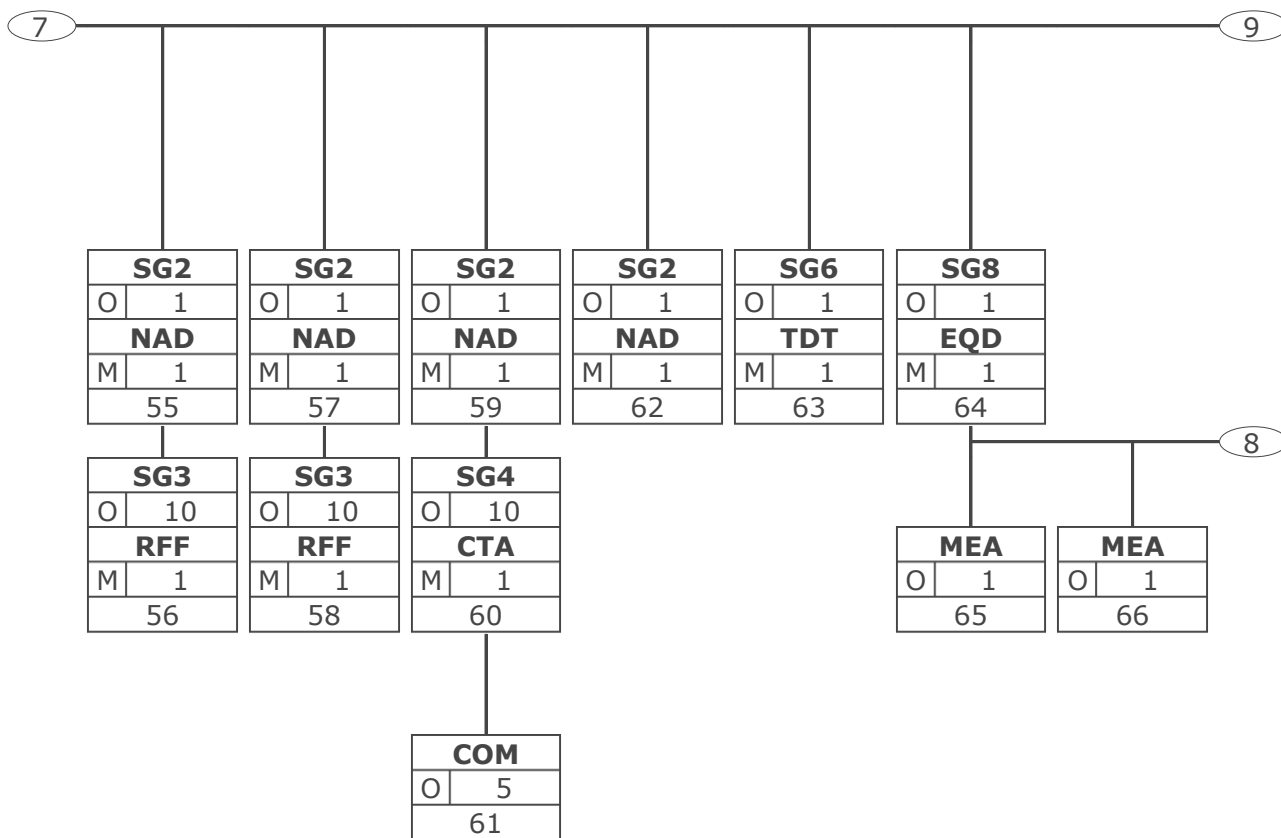 7 9
SG2 SG2 SG2 SG2 SG6 SG8
O 1 O 1 O 1 O 1 O 1 O 1
NAD NAD NAD NAD TDT EQD
M 1 M 1 M 1 M 1 M 1 M 1
55 57 59 62 63 64
8
SG3 SG3 SG4
O 10 O 10 O 10
RFF RFF CTA MEA MEA
M 1 M 1 M 1 O 1 O 1
56 58 60 65 66
COM
O 5
61